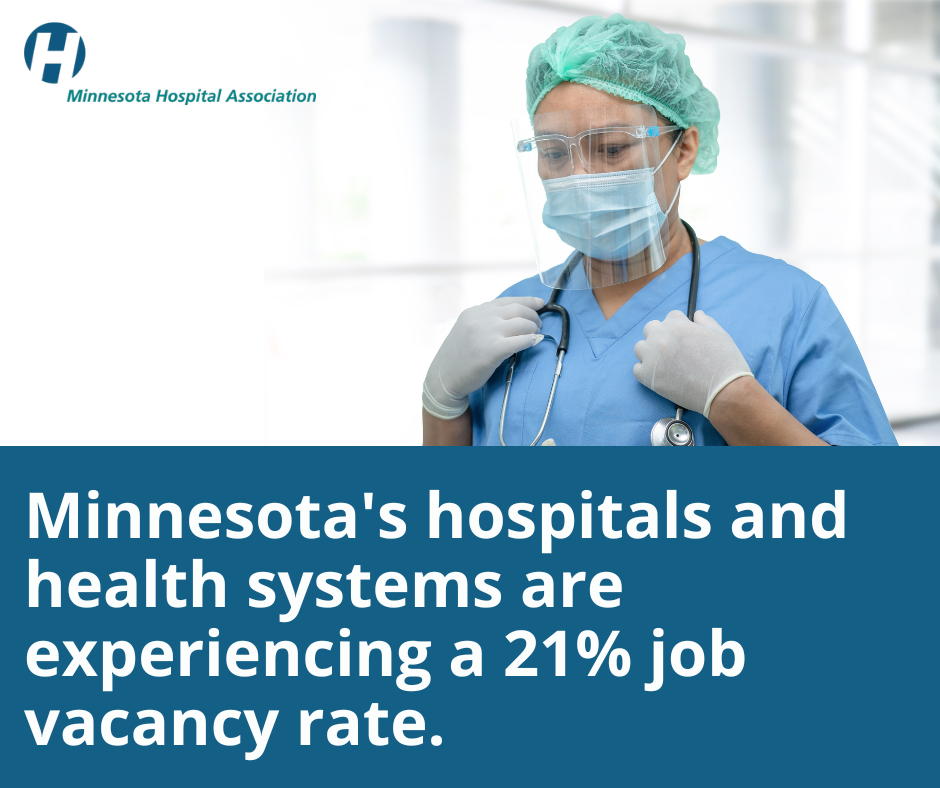 H
Minnesota Hospital Association
Minnesota's hospitals and
health systems are
experiencing a 21% job
vacancy rate.